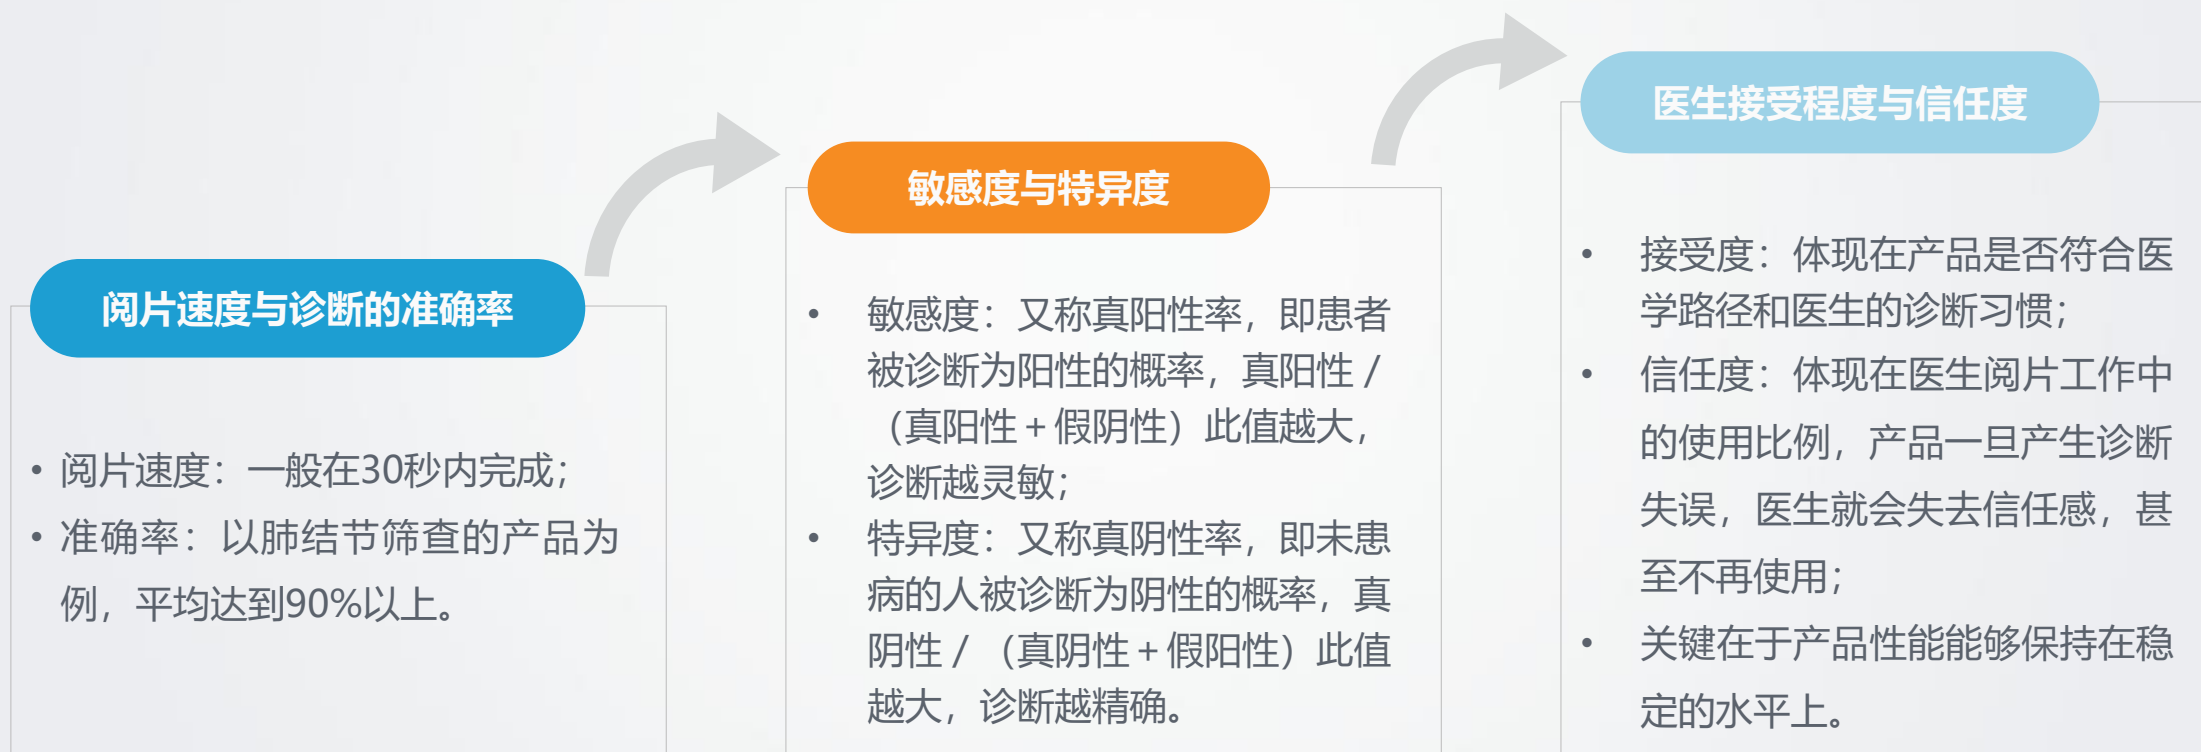 阅片速度与诊断的准确率
• 阅片速度：一般在30秒内完成；
• 准确率：以肺结节筛查的产品为
例，平均达到90%以上。
敏感度与特异度
• 敏感度：又称真阳性率，即患者
被诊断为阳性的概率，真阳性 /
（真阳性 + 假阴性）此值越大，
诊断越灵敏；
• 特异度：又称真阴性率，即未患
病的人被诊断为阴性的概率，真
阴性 / （真阴性 + 假阳性）此值
越大，诊断越精确。
医生接受程度与信任度
• 接受度：体现在产品是否符合医
学路径和医生的诊断习惯；
• 信任度：体现在医生阅片工作中
的使用比例，产品一旦产生诊断
失误，医生就会失去信任感，甚
至不再使用；
• 关键在于产品性能能够保持在稳
定的水平上。